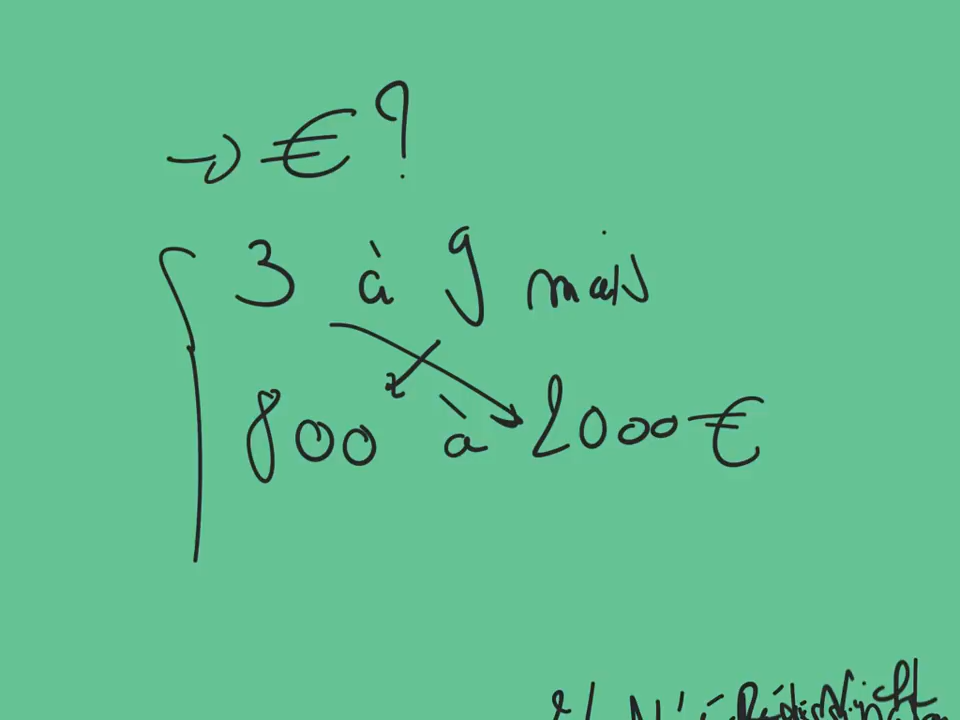 → € ?
3 à 9 mois
800 à 2000 €